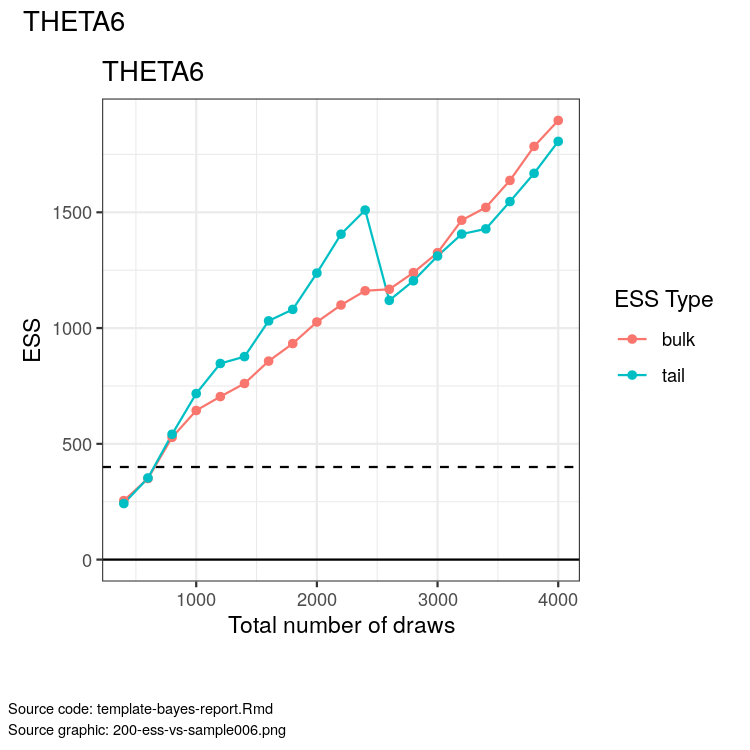 THETA6
THETA6
ESS
1500
1000
500
0
1000 2000 3000 4000
Total number of draws
ESS Type
bulk
tail
Source code: template-bayes-report.Rmd
Source graphic: 200-ess-vs-sample006.png